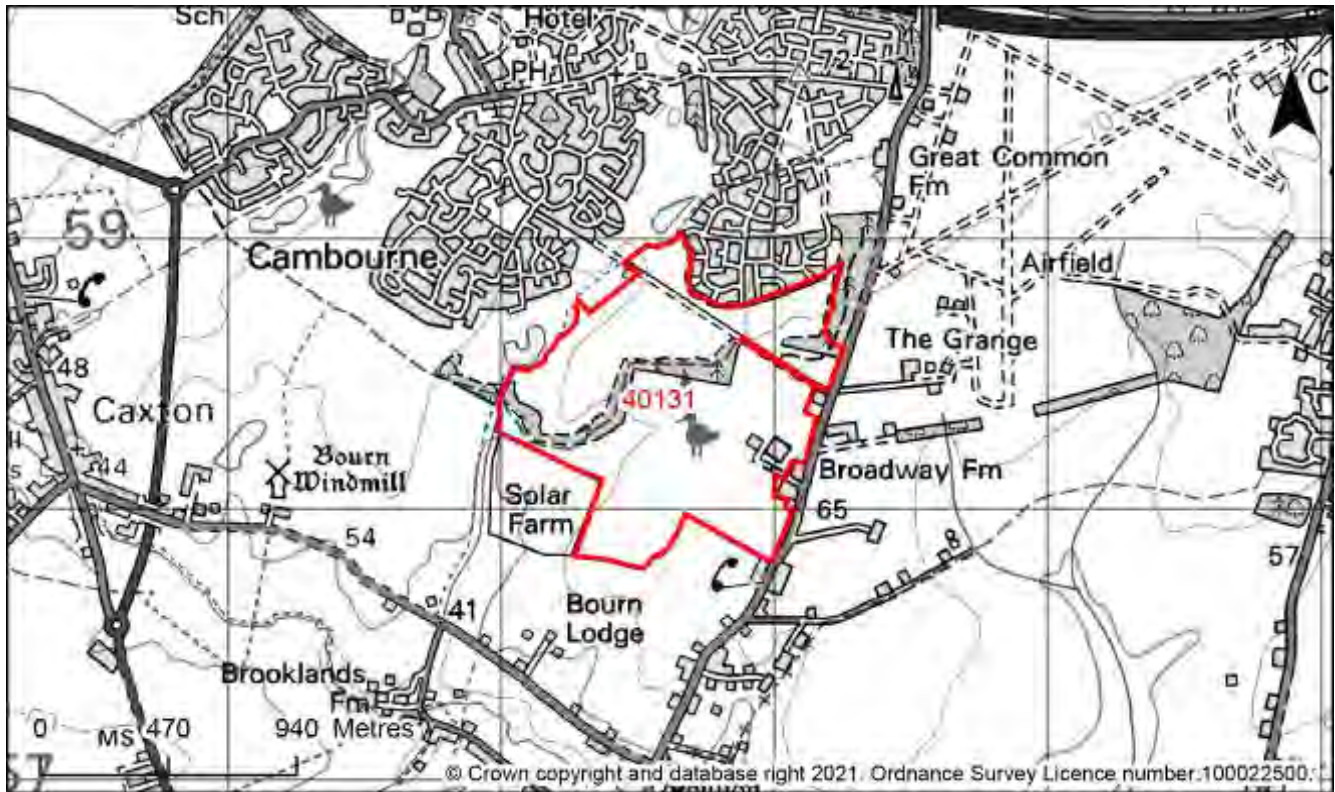 Sch
Hotel
PH
72
C
Great Common
Fm
70
59
Cambourne
Airfield
The Grange
48
40131
Caxton
44
Bourn
Windmill
Broadway Fm
Solar
Farm
65
54
57
41
Bourn
Lodge
Brooklands
Fm
0
470
940 Metres
MS
© Crown copyright and database right 2021. Ordnance Survey Licence number:100022500.